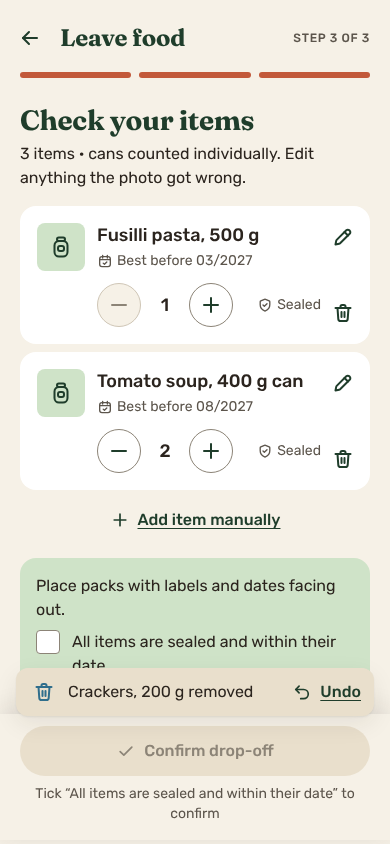 Leave food
STEP 3 OF 3
Check your items
3 items • cans counted individually. Edit
anything the photo got wrong.
Fusilli pasta, 500 g
Best before 03/2027
1
Sealed
Tomato soup, 400 g can
Best before 08/2027
2
Sealed
Add item manually
Place packs with labels and dates facing
out.
All items are sealed and within their
date
Crackers, 200 g removed
Undo
Confirm drop-off
Tick “All items are sealed and within their date” to
confirm